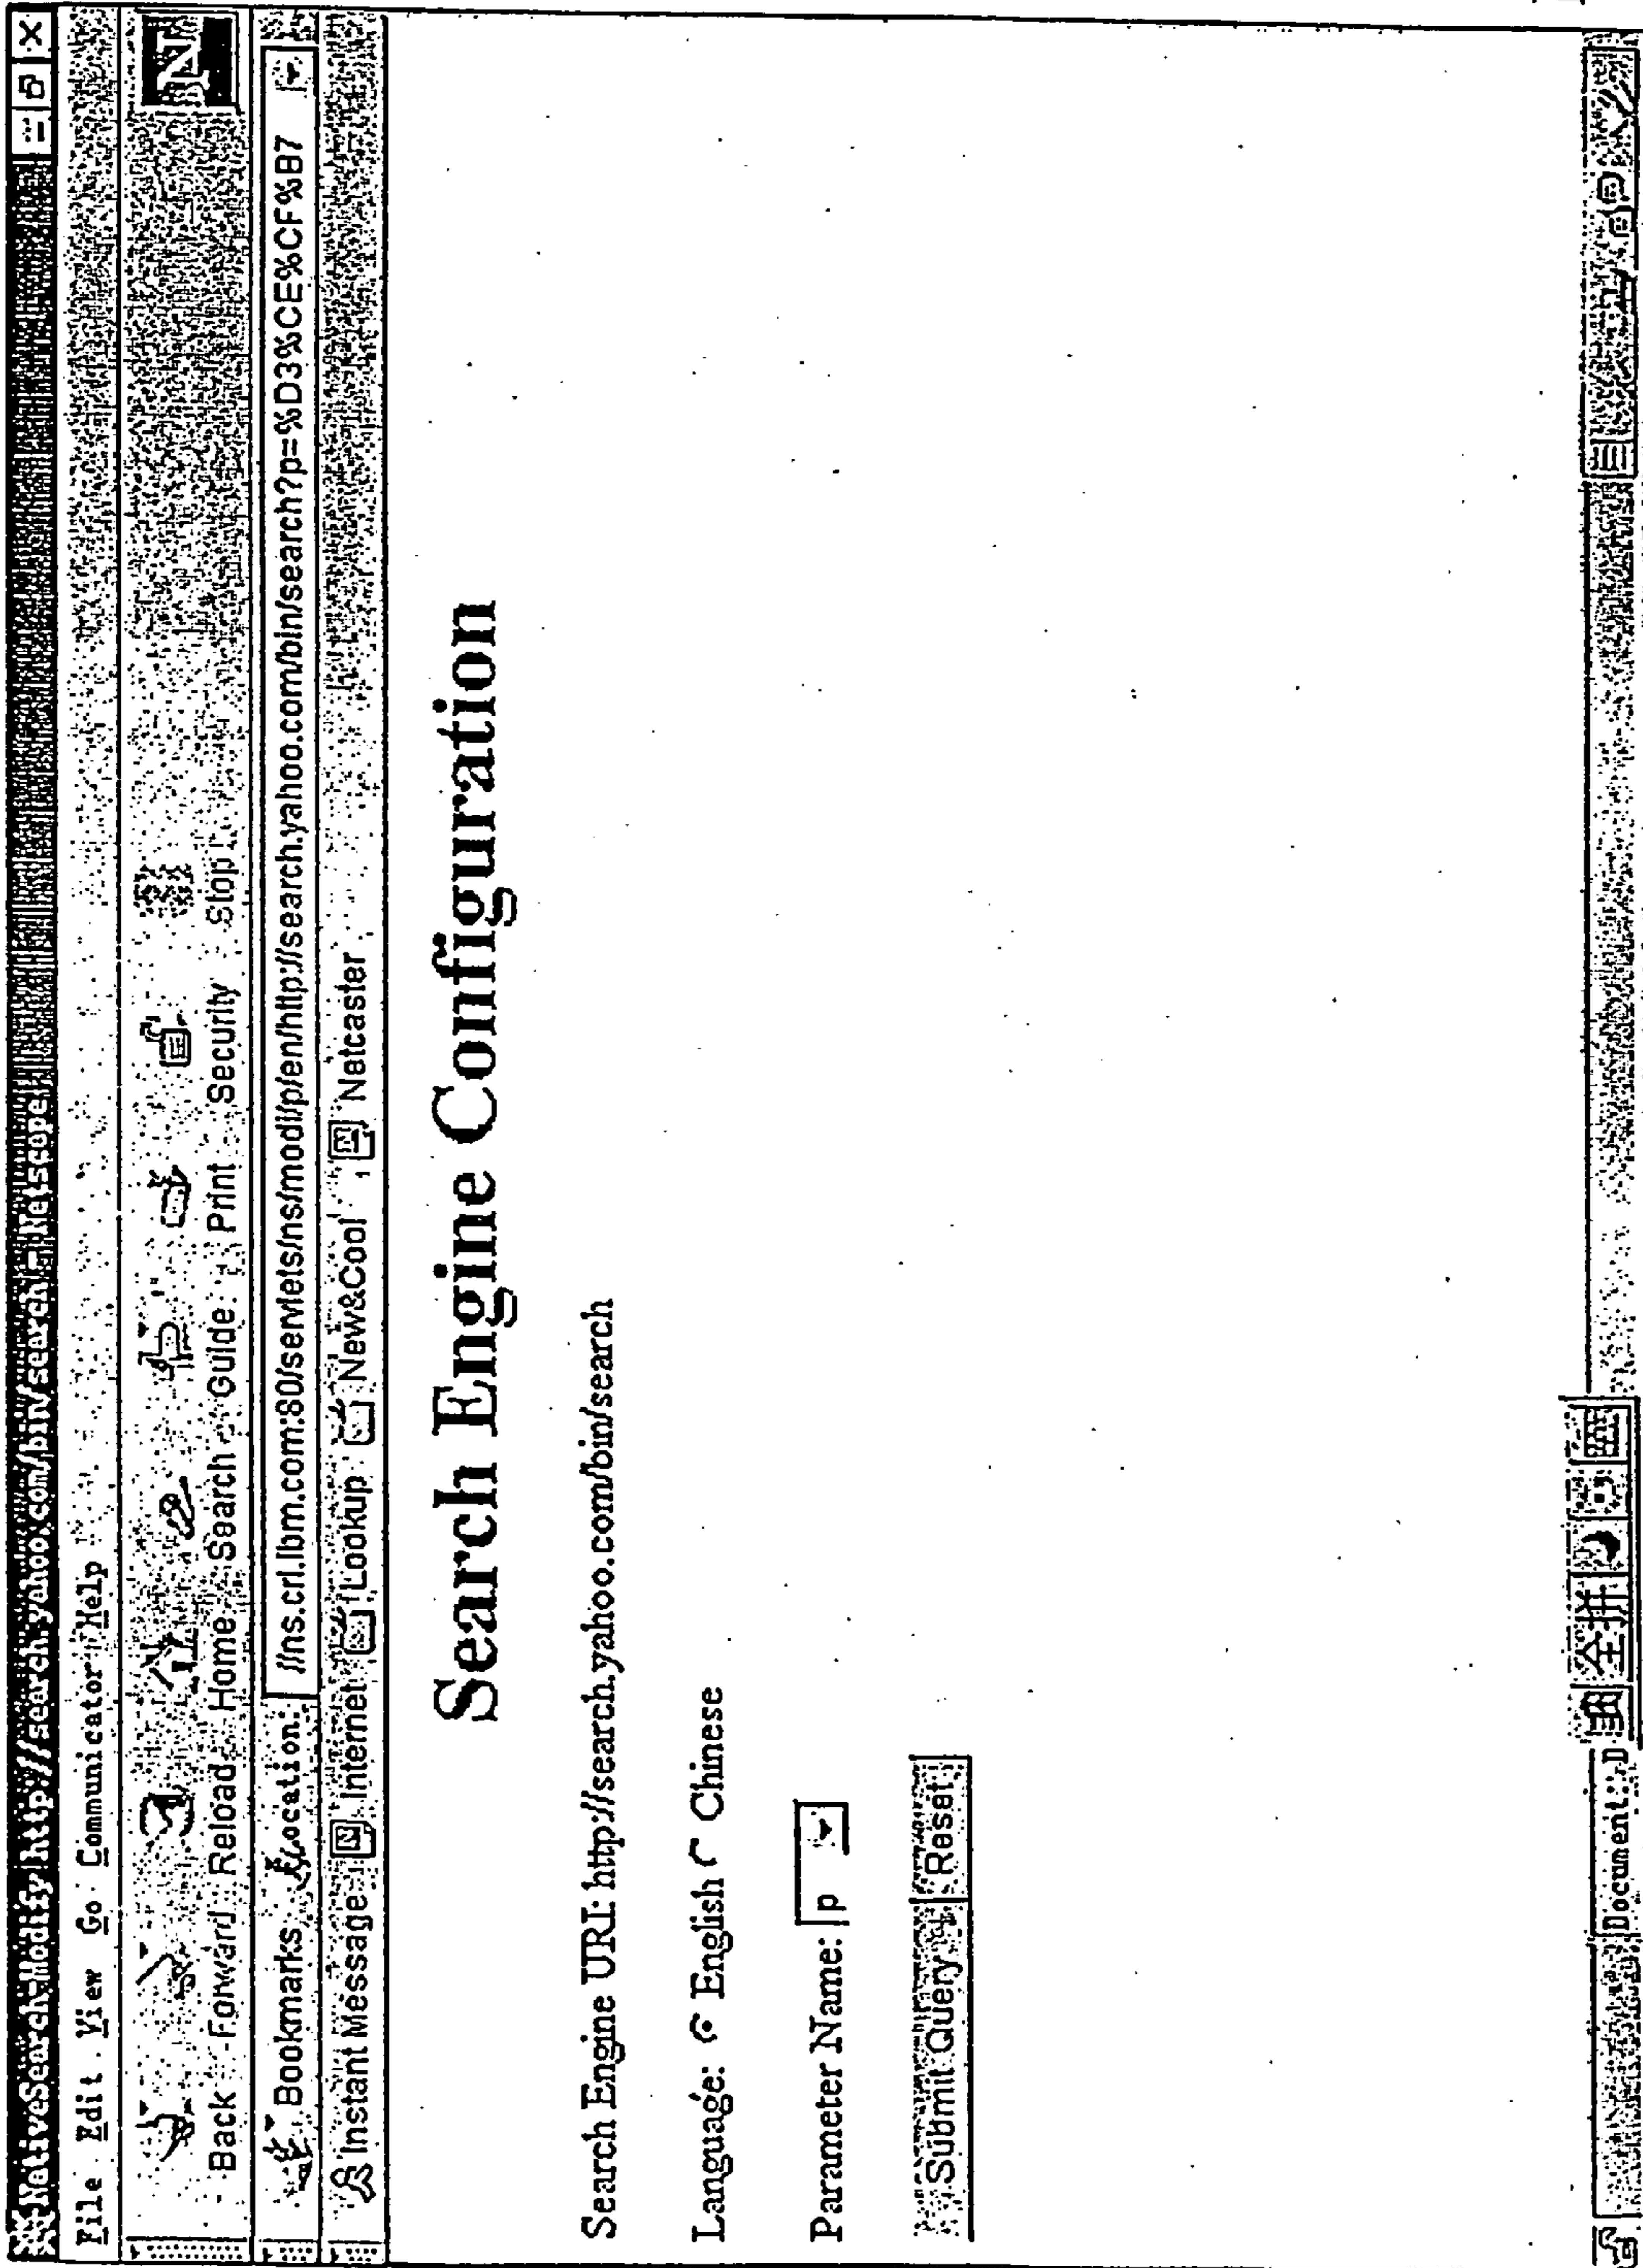 NativeSearch:Modify http://search.yahoo.com/bin/search - Netscape
File Edit View Go Communicator Help
Back Forward Reload Home Search Guide Print Security Stop
Bookmarks Location: //ns.crl.ibm.com:80/servlets/ns/modl/p/en/http://search.yahoo.com/bin/search?p=%D3%CE%CF%B7
Instant Message Internet Lookup New&Cool Netcaster
Search Engine Configuration
Search Engine URI: http://search.yahoo.com/bin/search
Language: English Chinese
Parameter Name: p
Submit Query Reset
Document: D 全拼